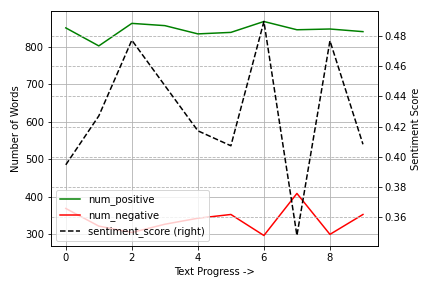 800
700
600
500
400
300
Number of Words
0.48
0.46
0.44
0.42
0.40
0.38
0.36
Sentiment Score
num_positive
num_negative
sentiment_score (right)
0 2 4 6 8
Text Progress ->